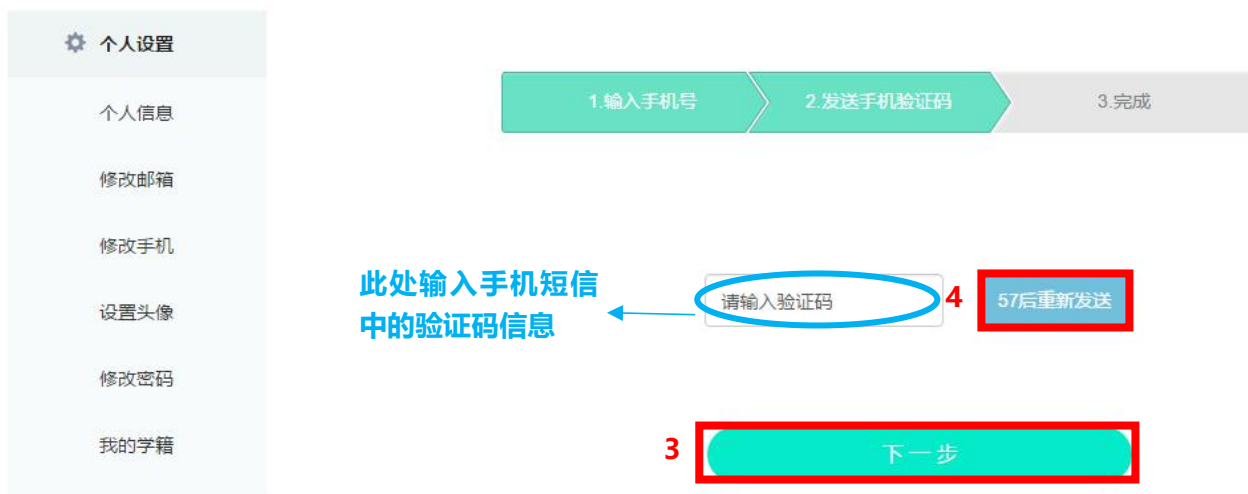 个人设置
个人信息
修改邮箱
修改手机
设置头像
修改密码
我的学籍
1.输入手机号
2.发送手机验证码
3.完成
此处输入手机短信
中的验证码信息
请输入验证码
4
57后重新发送
3
下一步